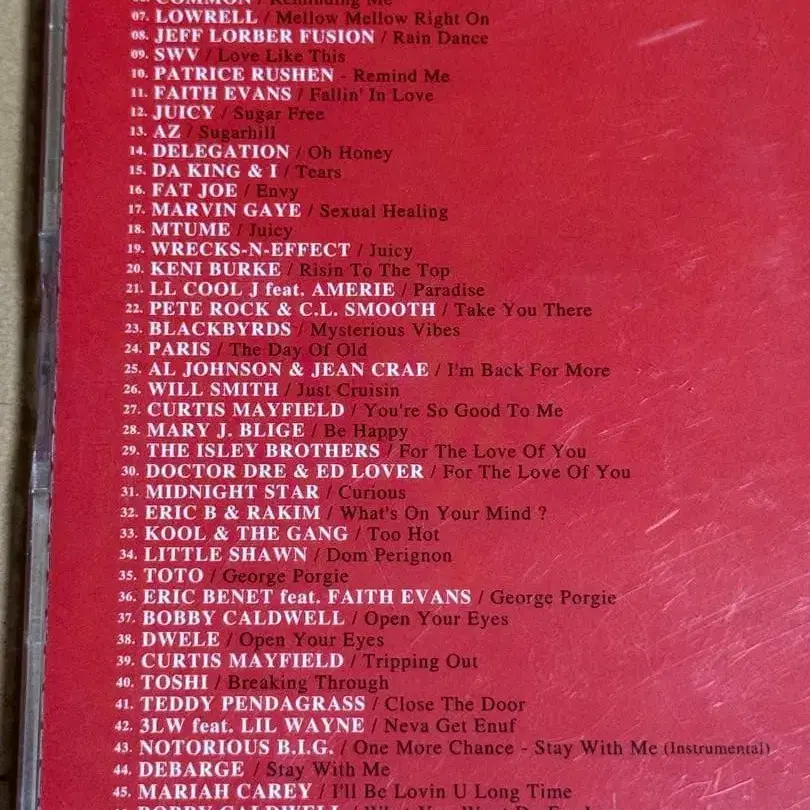 COMMON / Reminding Me
07. LOWRELL / Mellow Mellow Right On
08. JEFF LORBER FUSION / Rain Dance
09. SWV / Love Like This
10. PATRICE RUSHEN - Remind Me
11. FAITH EVANS / Fallin' In Love
12. JUICY / Sugar Free
13. AZ / Sugarhill
14. DELEGATION / Oh Honey
15. DA KING & I / Tears
16. FAT JOE / Envy
17. MARVIN GAYE / Sexual Healing
18. MTUME / Juicy
19. WRECKS-N-EFFECT / Juicy
20. KENI BURKE / Risin To The Top
21. LL COOL J feat. AMERIE / Paradise
22. PETE ROCK & C.L. SMOOTH / Take You There
23. BLACKBYRDS / Mysterious Vibes
24. PARIS / The Day Of Old
25. AL JOHNSON & JEAN CRAE / I'm Back For More
26. WILL SMITH / Just Cruisin
27. CURTIS MAYFIELD / You're So Good To Me
28. MARY J. BLIGE / Be Happy
29. THE ISLEY BROTHERS / For The Love Of You
30. DOCTOR DRE & ED LOVER / For The Love Of You
31. MIDNIGHT STAR / Curious
32. ERIC B & RAKIM / What's On Your Mind ?
33. KOOL & THE GANG / Too Hot
34. LITTLE SHAWN / Dom Perignon
35. TOTO / George Porgie
36. ERIC BENET feat. FAITH EVANS / George Porgie
37. BOBBY CALDWELL / Open Your Eyes
38. DWELE / Open Your Eyes
39. CURTIS MAYFIELD / Tripping Out
40. TOSHI / Breaking Through
41. TEDDY PENDAGRASS / Close The Door
42. 3LW feat. LIL WAYNE / Neva Get Enuf
43. NOTORIOUS B.I.G. / One More Chance - Stay With Me (Instrumental)
44. DEBARGE / Stay With Me
45. MARIAH CAREY / I'll Be Lovin U Long Time
BOBBY CALDWELL / What You Want Do